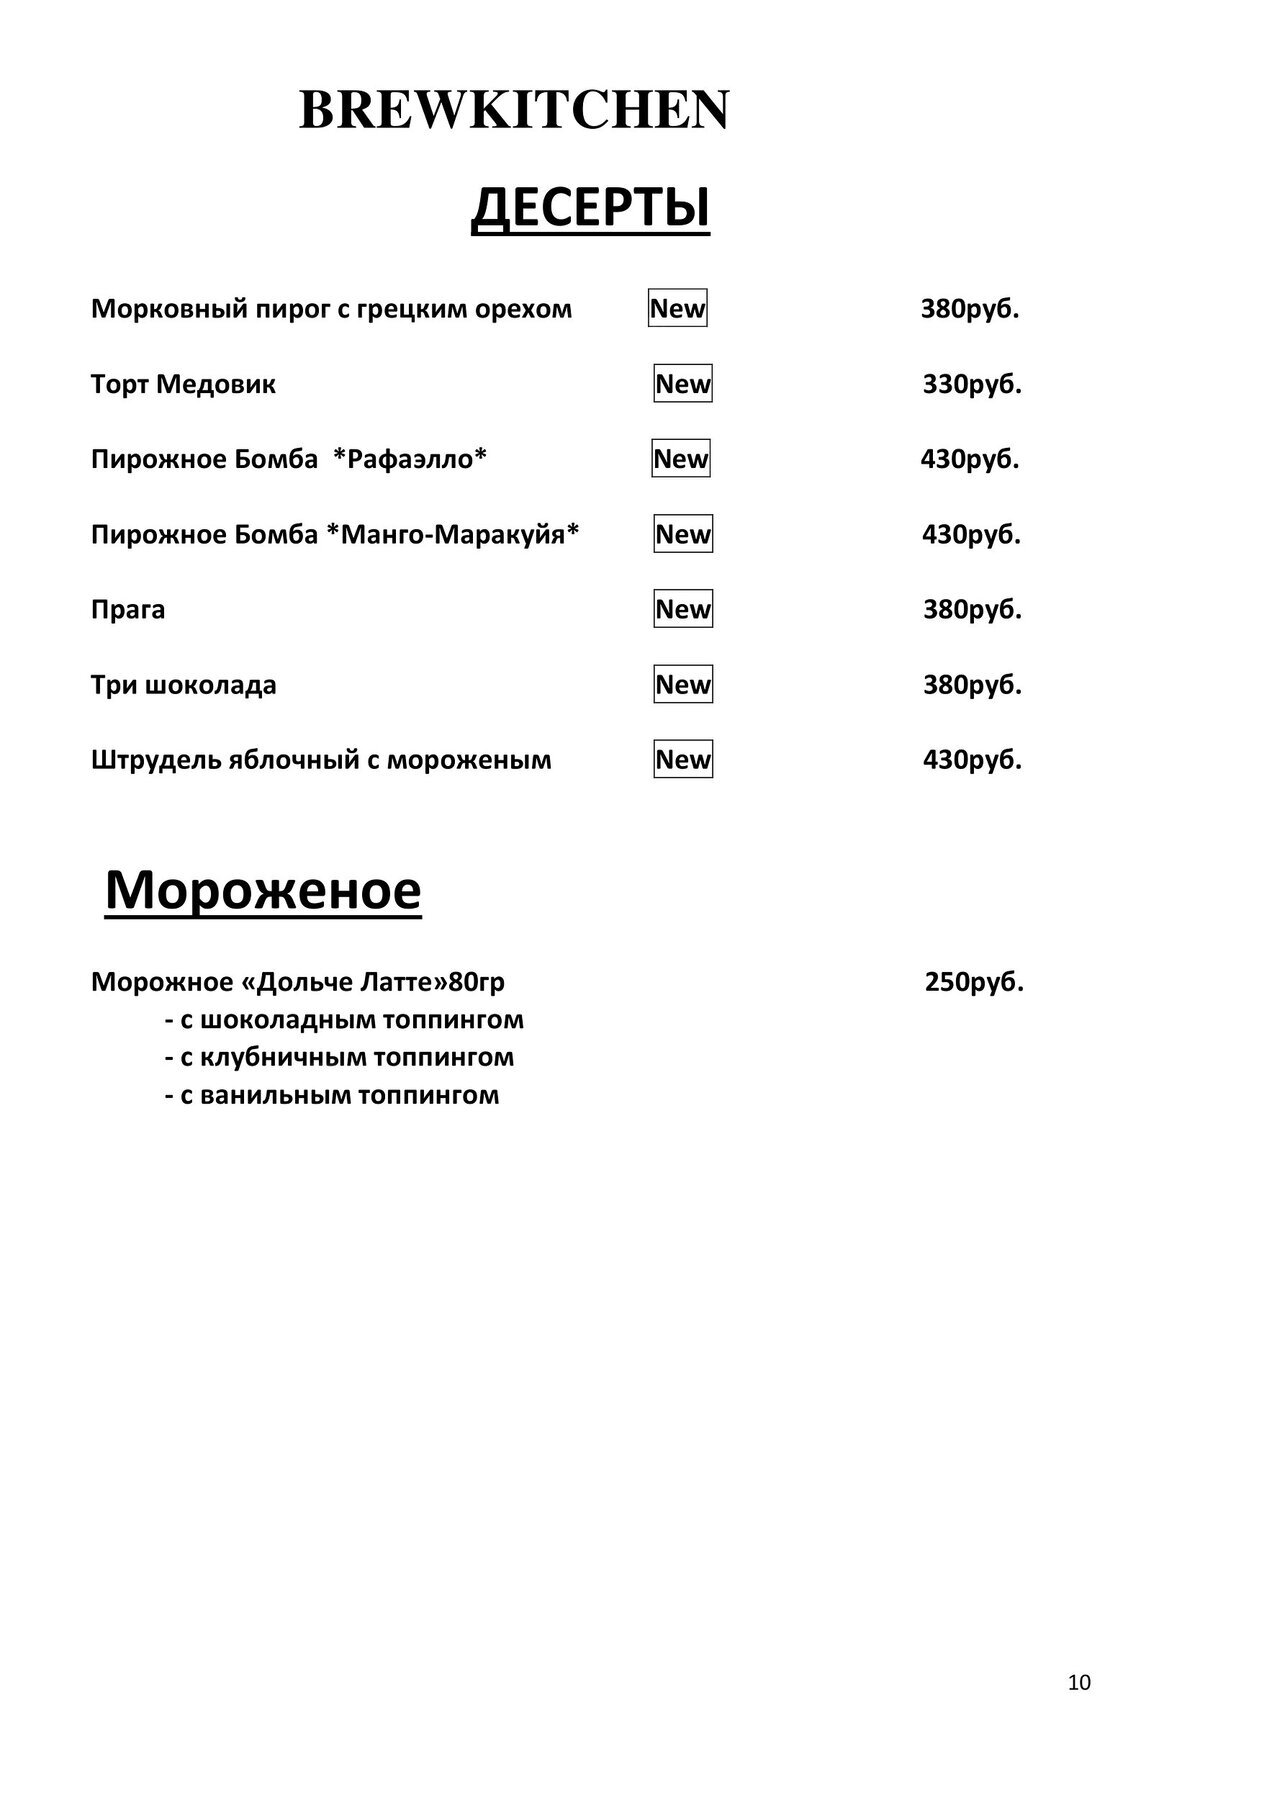 BREWKITCHEN
ДЕСЕРТЫ
Морковный пирог с грецким орехом New 380руб.
Торт Медовик New 330руб.
Пирожное Бомба *Рафаэлло* New 430руб.
Пирожное Бомба *Манго-Маракуйя* New 430руб.
Прага New 380руб.
Три шоколада New 380руб.
Штрудель яблочный с мороженым New 430руб.
Мороженое
Морожное «Дольче Латте»80гр 250руб.
- с шоколадным топпингом
- с клубничным топпингом
- с ванильным топпингом
10